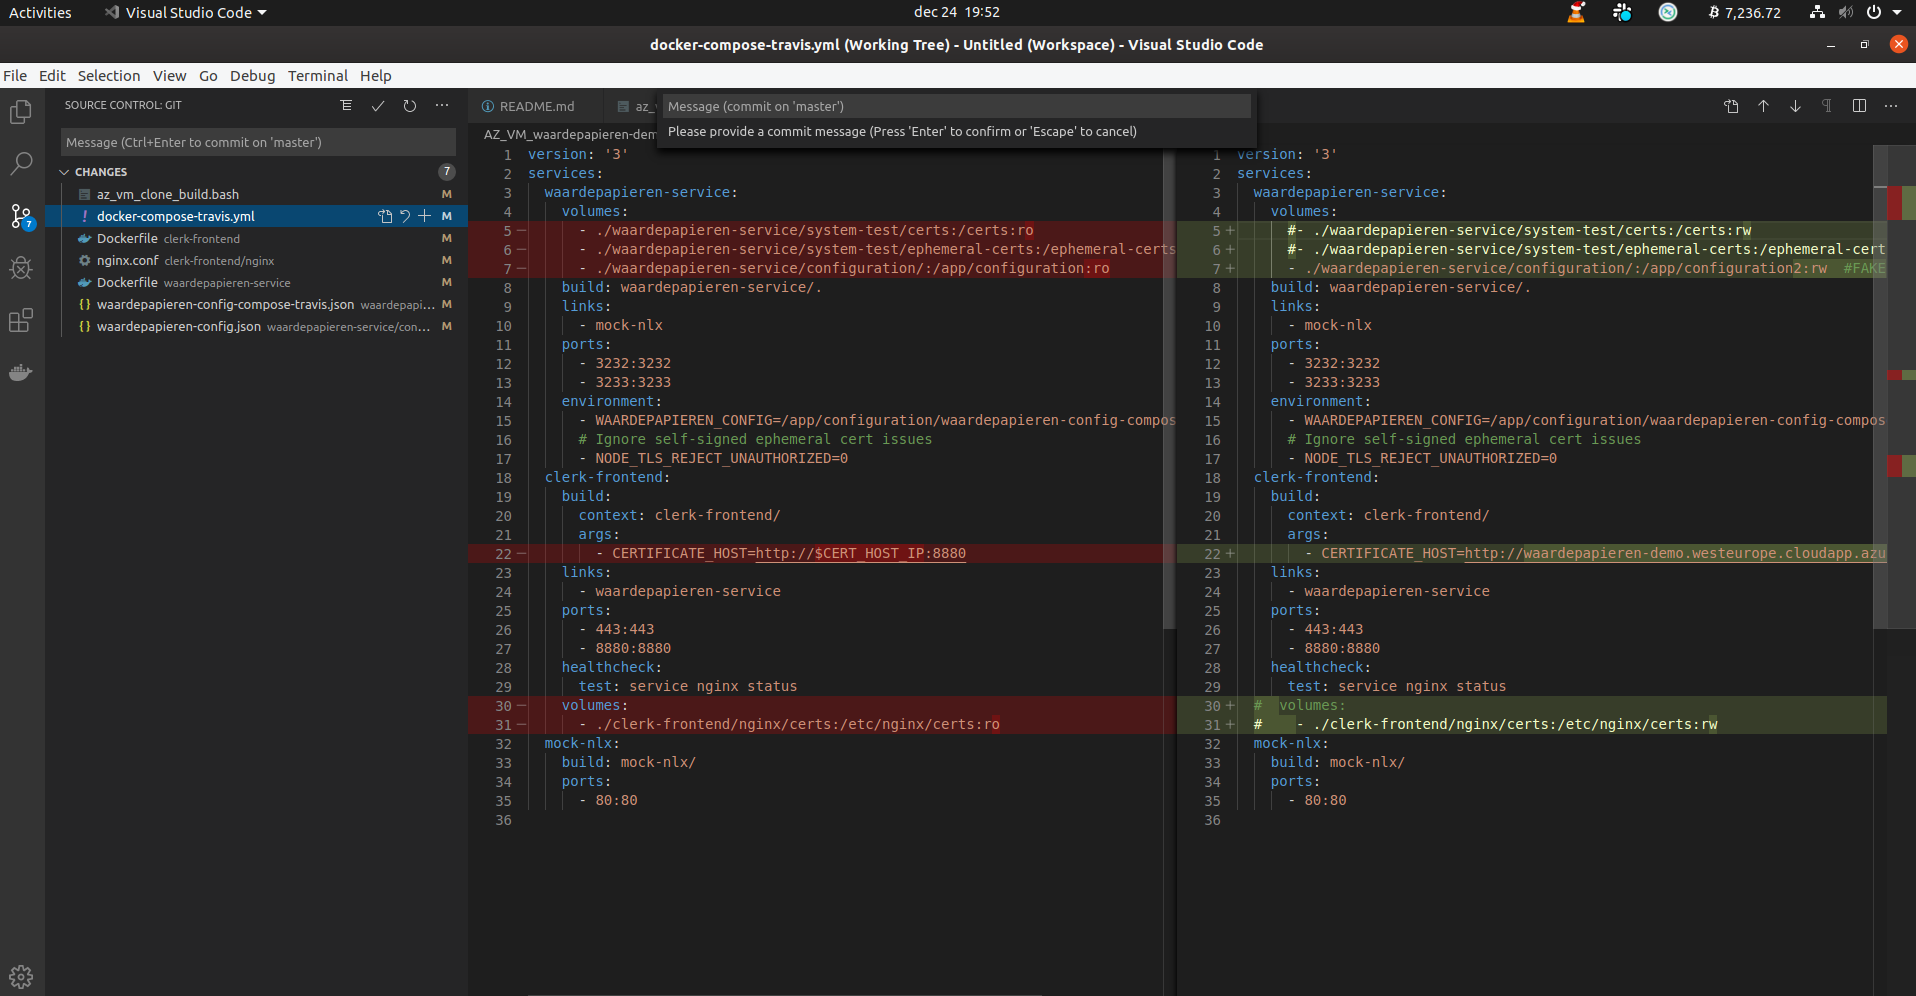 Activities
Visual Studio Code
dec 24 19:52
7,236.72
docker-compose-travis.yml (Working Tree) - Untitled (Workspace) - Visual Studio Code
File Edit Selection View Go Debug Terminal Help
SOURCE CONTROL: GIT
Message (Ctrl+Enter to commit on 'master')
CHANGES 7
az_vm_clone_build.bash M
! docker-compose-travis.yml M
Dockerfile clerk-frontend M
nginx.conf clerk-frontend/nginx M
Dockerfile waardepapieren-service M
{} waardepapieren-config-compose-travis.json waardepapi... M
{} waardepapieren-config.json waardepapieren-service/con... M
7
README.md
az_
Message (commit on 'master')
Please provide a commit message (Press 'Enter' to confirm or 'Escape' to cancel)
AZ_VM_waardepapieren-dem
1 version: '3'
2 services:
3 waardepapieren-service:
4 volumes:
5 - - ./waardepapieren-service/system-test/certs:/certs:ro
6 - - ./waardepapieren-service/system-test/ephemeral-certs:/ephemeral-certs
7 - - ./waardepapieren-service/configuration/:/app/configuration:ro
8 build: waardepapieren-service/.
9 links:
10 - mock-nlx
11 ports:
12 - 3232:3232
13 - 3233:3233
14 environment:
15 - WAARDEPAPIEREN_CONFIG=/app/configuration/waardepapieren-config-compos
16 # Ignore self-signed ephemeral cert issues
17 - NODE_TLS_REJECT_UNAUTHORIZED=0
18 clerk-frontend:
19 build:
20 context: clerk-frontend/
21 args:
22 - - CERTIFICATE_HOST=http://$CERT_HOST_IP:8880
23 links:
24 - waardepapieren-service
25 ports:
26 - 443:443
27 - 8880:8880
28 healthcheck:
29 test: service nginx status
30 - volumes:
31 - - ./clerk-frontend/nginx/certs:/etc/nginx/certs:ro
32 mock-nlx:
33 build: mock-nlx/
34 ports:
35 - 80:80
36
1 version: '3'
2 services:
3 waardepapieren-service:
4 volumes:
5 + #- ./waardepapieren-service/system-test/certs:/certs:rw
6 + #- ./waardepapieren-service/system-test/ephemeral-certs:/ephemeral-cert
7 + - ./waardepapieren-service/configuration/:/app/configuration2:rw #FAKE
8 build: waardepapieren-service/.
9 links:
10 - mock-nlx
11 ports:
12 - 3232:3232
13 - 3233:3233
14 environment:
15 - WAARDEPAPIEREN_CONFIG=/app/configuration/waardepapieren-config-compos
16 # Ignore self-signed ephemeral cert issues
17 - NODE_TLS_REJECT_UNAUTHORIZED=0
18 clerk-frontend:
19 build:
20 context: clerk-frontend/
21 args:
22 + - CERTIFICATE_HOST=http://waardepapieren-demo.westeurope.cloudapp.azu
23 links:
24 - waardepapieren-service
25 ports:
26 - 443:443
27 - 8880:8880
28 healthcheck:
29 test: service nginx status
30 + # volumes:
31 + # - ./clerk-frontend/nginx/certs:/etc/nginx/certs:rw
32 mock-nlx:
33 build: mock-nlx/
34 ports:
35 - 80:80
36